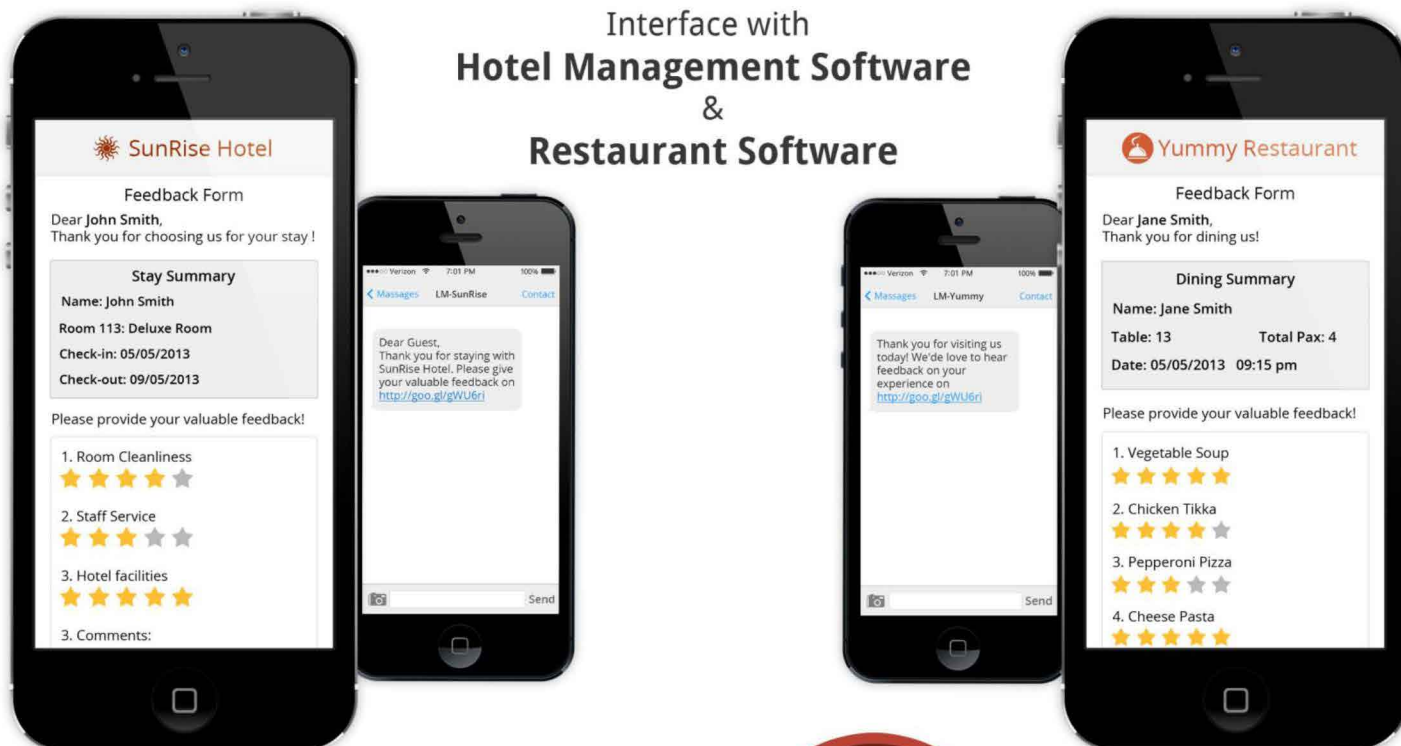 Interface with
Hotel Management Software
&
Restaurant Software
SunRise Hotel
Feedback Form
Dear John Smith,
Thank you for choosing us for your stay !
Stay Summary
Name: John Smith
Room 113: Deluxe Room
Check-in: 05/05/2013
Check-out: 09/05/2013
Please provide your valuable feedback!
1. Room Cleanliness
2. Staff Service
3. Hotel facilities
3. Comments:
Verizon 7:01 PM 100%
Massages LM-SunRise Contact
Dear Guest,
Thank you for staying with
SunRise Hotel. Please give
your valuable feedback on
http://goo.gl/gWU6ri
Send
Verizon 7:01 PM 100%
Massages LM-Yummy Contact
Thank you for visiting us
today! We'de love to hear
feedback on your
experience on
http://goo.gl/gWU6ri
Send
Yummy Restaurant
Feedback Form
Dear Jane Smith,
Thank you for dining us!
Dining Summary
Name: Jane Smith
Table: 13 Total Pax: 4
Date: 05/05/2013 09:15 pm
Please provide your valuable feedback!
1. Vegetable Soup
2. Chicken Tikka
3. Pepperoni Pizza
4. Cheese Pasta